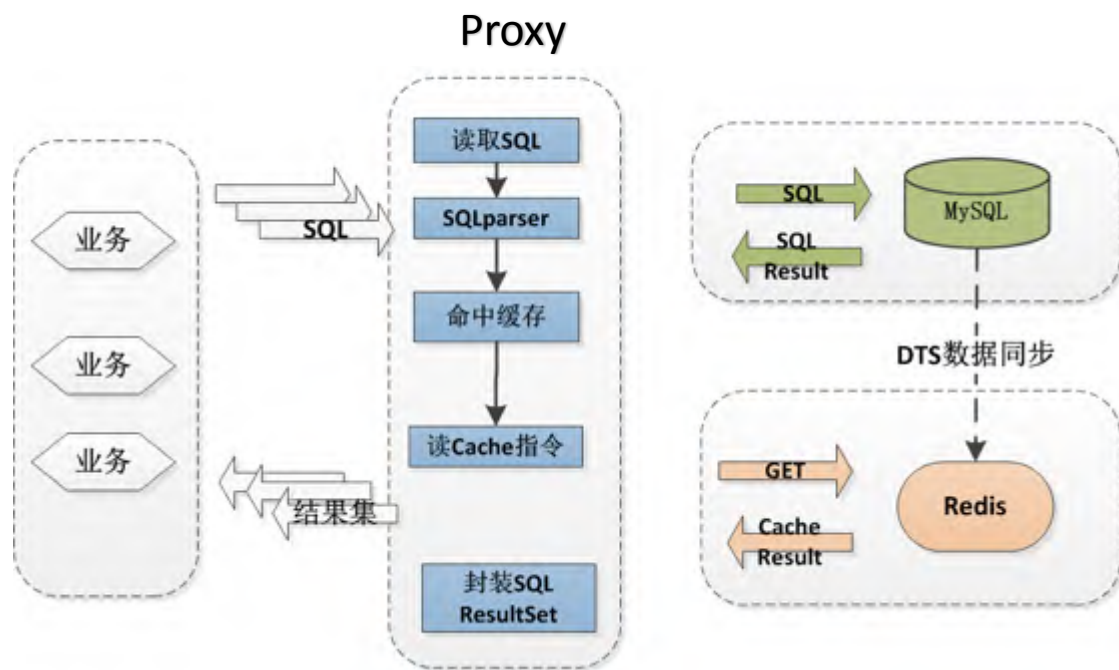 Proxy
业务
业务
业务
SQL
结果集
读取SQL
SQLparser
命中缓存
读Cache指令
封装SQL
ResultSet
SQL
SQL
Result
MySQL
DTS数据同步
GET
Cache
Result
Redis